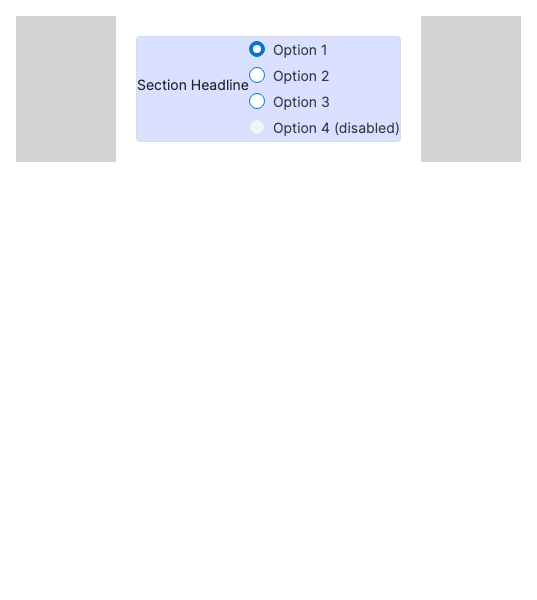 Section Headline
Option 1
Option 2
Option 3
Option 4 (disabled)